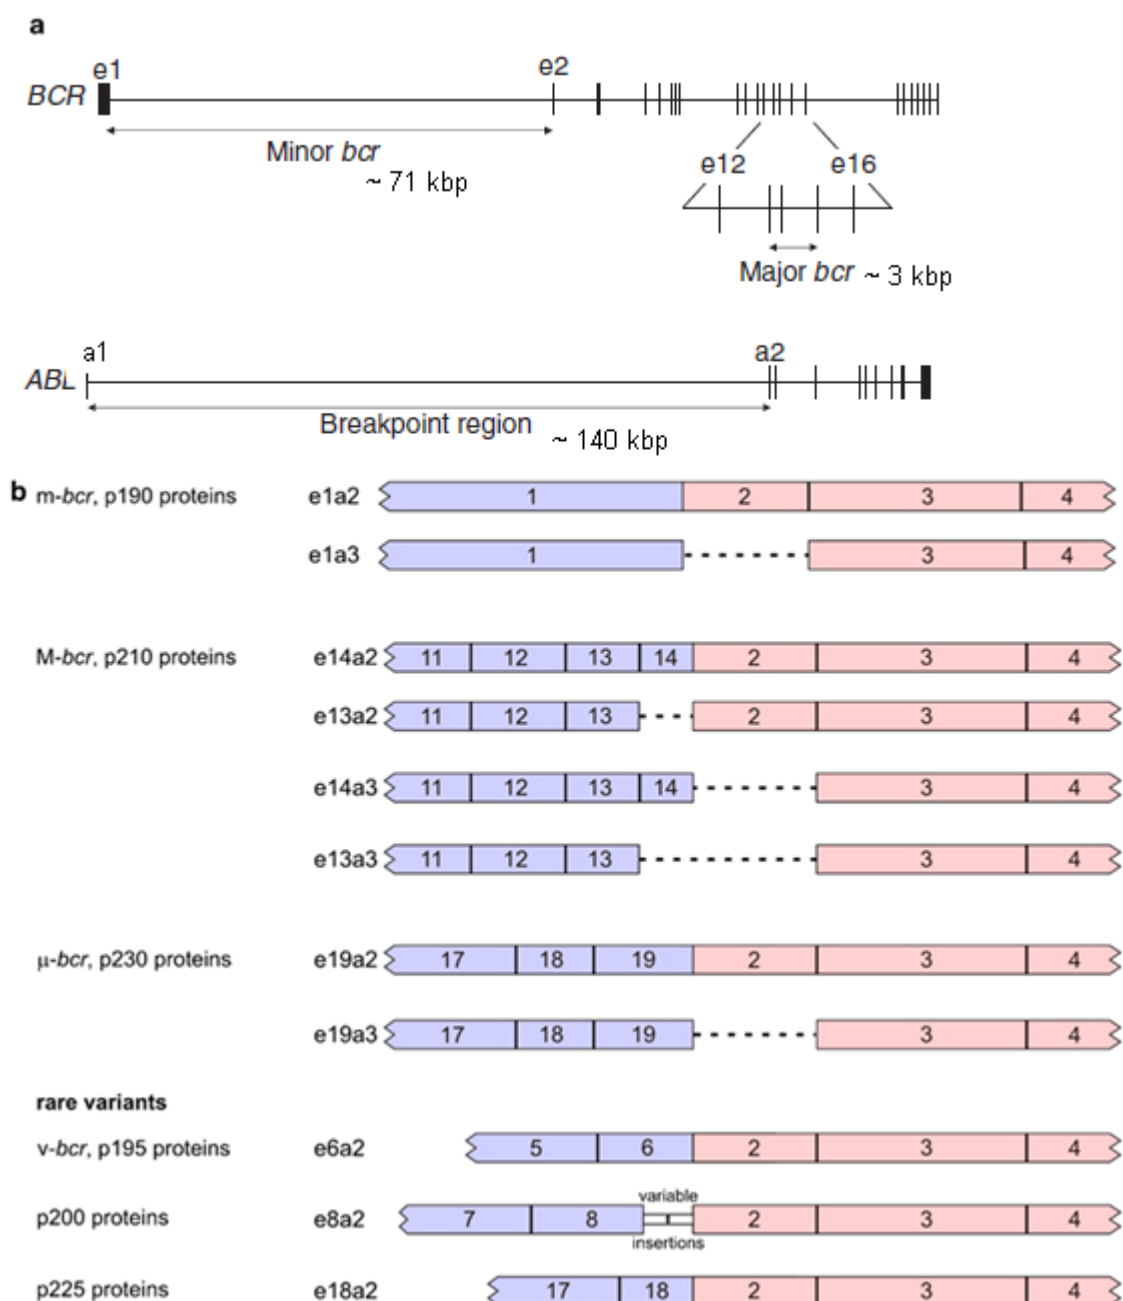 a
e1 e2
BCR
Minor bcr
~ 71 kbp
e12 e16
Major bcr ~ 3 kbp
a1 a2
ABL
Breakpoint region
~ 140 kbp
b m-bcr, p190 proteins e1a2 1 2 3 4
e1a3 1 3 4
M-bcr, p210 proteins e14a2 11 12 13 14 2 3 4
e13a2 11 12 13 2 3 4
e14a3 11 12 13 14 3 4
e13a3 11 12 13 3 4
μ-bcr, p230 proteins e19a2 17 18 19 2 3 4
e19a3 17 18 19 3 4
rare variants
v-bcr, p195 proteins e6a2 5 6 2 3 4
variable
p200 proteins e8a2 7 8 2 3 4
insertions
p225 proteins e18a2 17 18 2 3 4